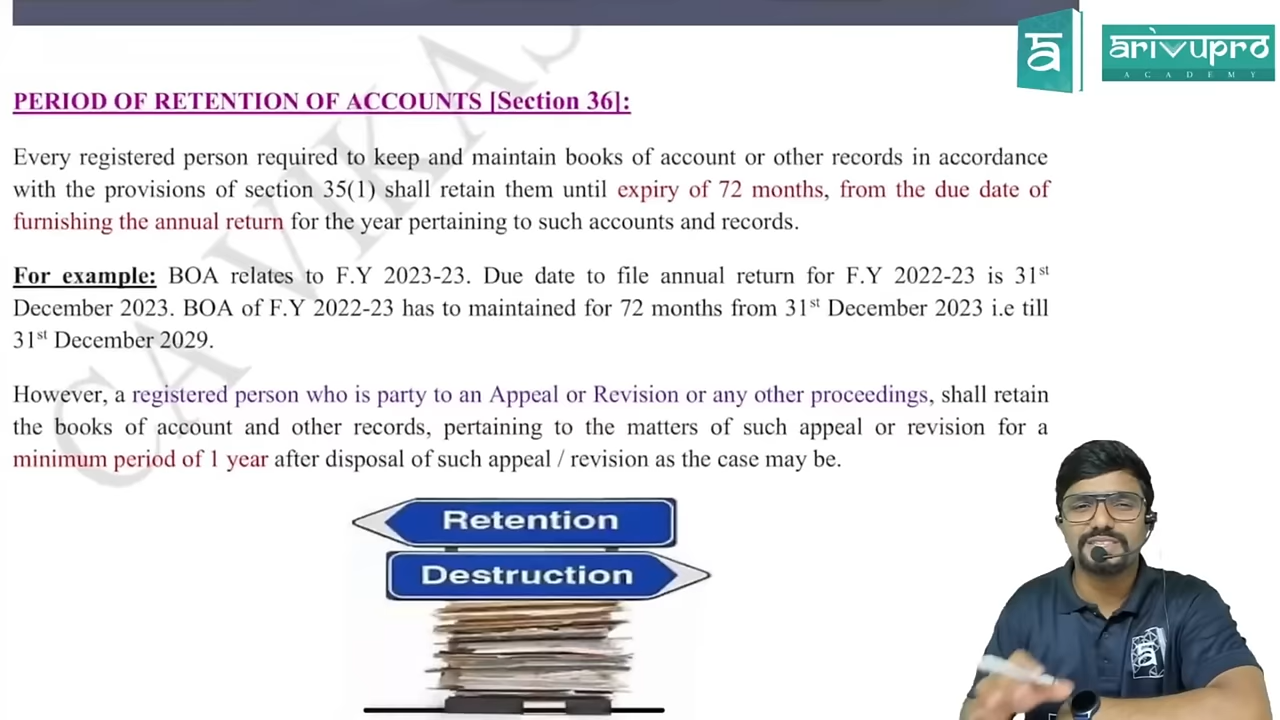 arivupro
ACADEMY
PERIOD OF RETENTION OF ACCOUNTS [Section 36]:
Every registered person required to keep and maintain books of account or other records in accordance
with the provisions of section 35(1) shall retain them until expiry of 72 months, from the due date of
furnishing the annual return for the year pertaining to such accounts and records.
For example: BOA relates to F.Y 2023-23. Due date to file annual return for F.Y 2022-23 is 31st
December 2023. BOA of F.Y 2022-23 has to maintained for 72 months from 31st December 2023 i.e till
31st December 2029.
However, a registered person who is party to an Appeal or Revision or any other proceedings, shall retain
the books of account and other records, pertaining to the matters of such appeal or revision for a
minimum period of 1 year after disposal of such appeal / revision as the case may be.
Retention
Destruction
CA VIKAS